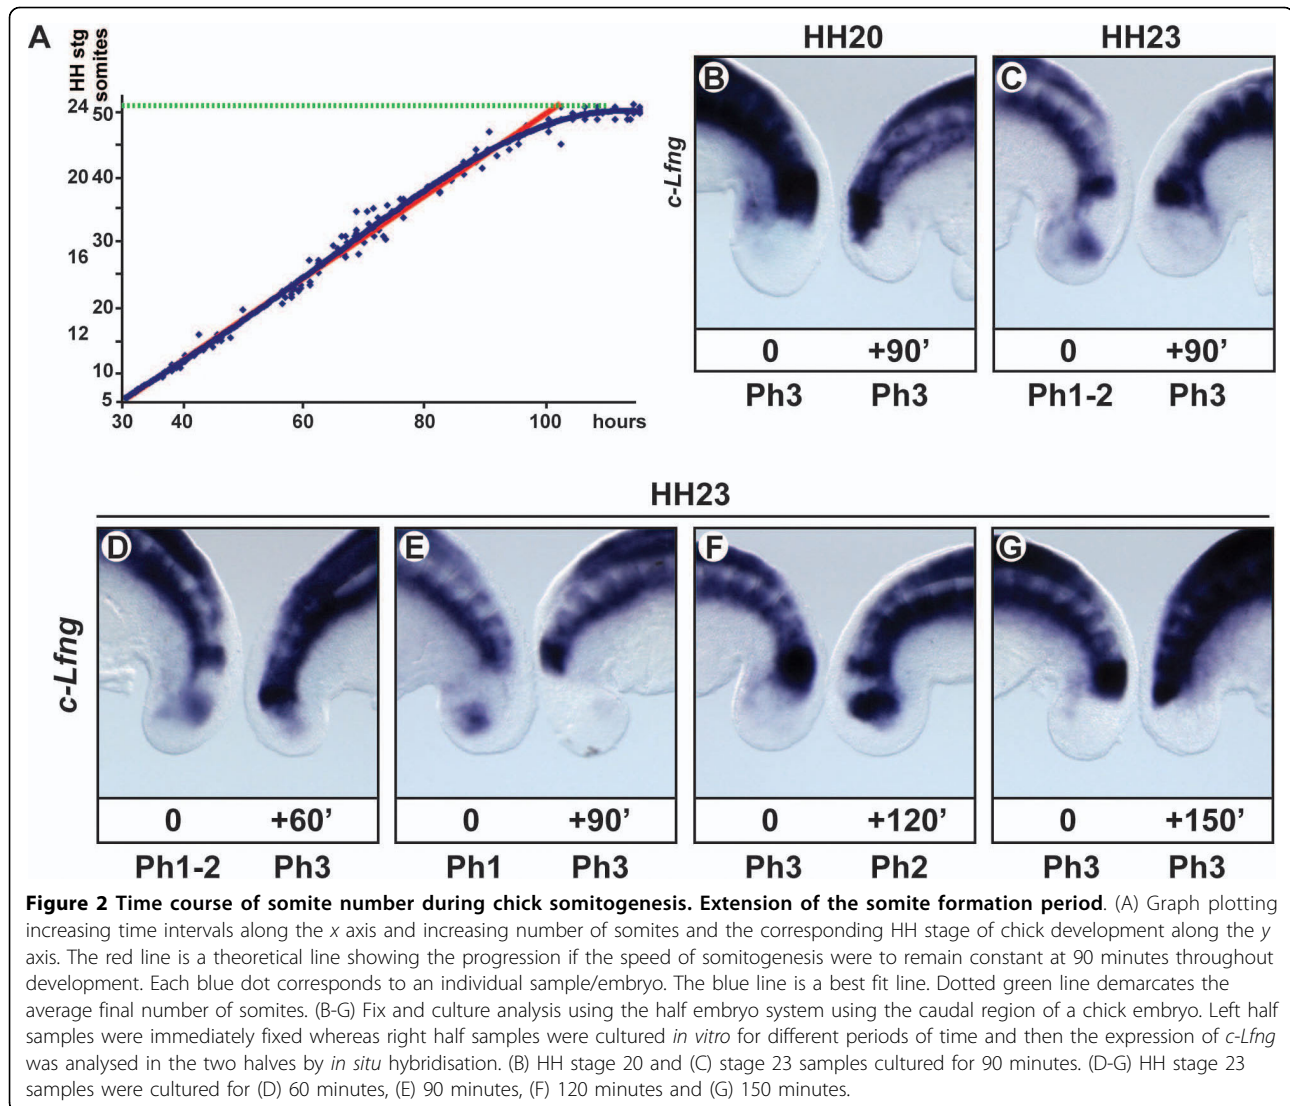 A
HH stg
somites
24
50
20
40
30
16
20
12
10
5
30
40
60
80
100
hours
HH20
HH23
B
C
c-Lfng
0
+90’
0
+90’
Ph3
Ph3
Ph1-2
Ph3
HH23
D
E
F
G
c-Lfng
0
+60’
0
+90’
0
+120’
0
+150’
Ph1-2
Ph3
Ph1
Ph3
Ph3
Ph2
Ph3
Ph3
Figure 2 Time course of somite number during chick somitogenesis. Extension of the somite formation period. (A) Graph plotting
increasing time intervals along the x axis and increasing number of somites and the corresponding HH stage of chick development along the y
axis. The red line is a theoretical line showing the progression if the speed of somitogenesis were to remain constant at 90 minutes throughout
development. Each blue dot corresponds to an individual sample/embryo. The blue line is a best fit line. Dotted green line demarcates the
average final number of somites. (B-G) Fix and culture analysis using the half embryo system using the caudal region of a chick embryo. Left half
samples were immediately fixed whereas right half samples were cultured in vitro for different periods of time and then the expression of c-Lfng
was analysed in the two halves by in situ hybridisation. (B) HH stage 20 and (C) stage 23 samples cultured for 90 minutes. (D-G) HH stage 23
samples were cultured for (D) 60 minutes, (E) 90 minutes, (F) 120 minutes and (G) 150 minutes.